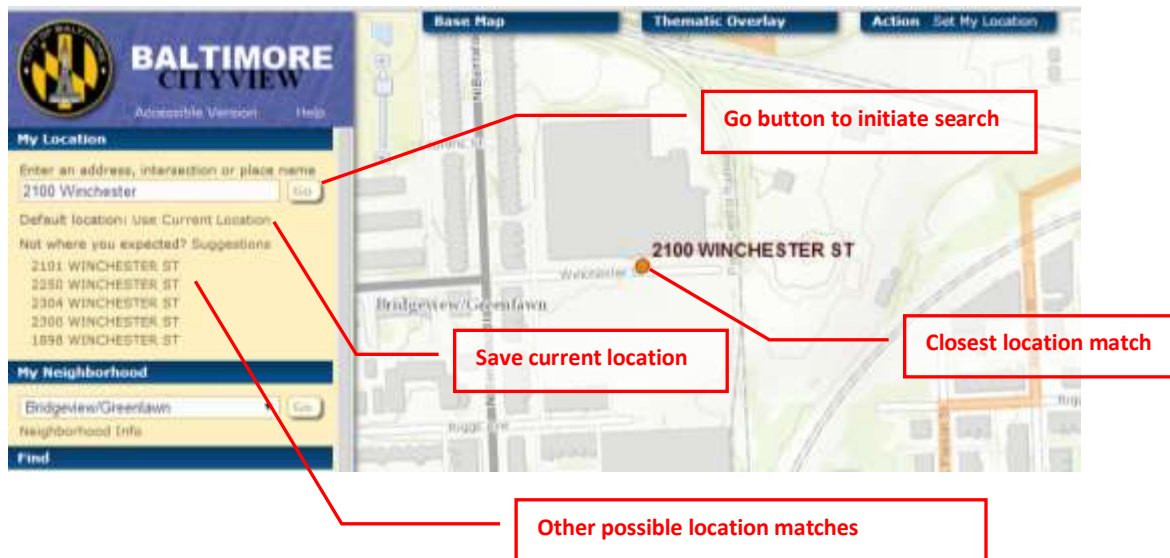 BALTIMORE
CITYVIEW
Accessible Version Help
My Location
Enter an address, intersection or place name
2100 Winchester Go
Default location: Use Current Location
Not where you expected? Suggestions
2101 WINCHESTER ST
2250 WINCHESTER ST
2304 WINCHESTER ST
2300 WINCHESTER ST
1898 WINCHESTER ST
My Neighborhood
Bridgeview/Greenlawn Go
Neighborhood Info
Find
Base Map Thematic Overlay Action Set My Location
Go button to initiate search
2100 WINCHESTER ST
Winchester
Bridgeview/Greenlawn
Closest location match
Save current location
Riggs Ave
Other possible location matches